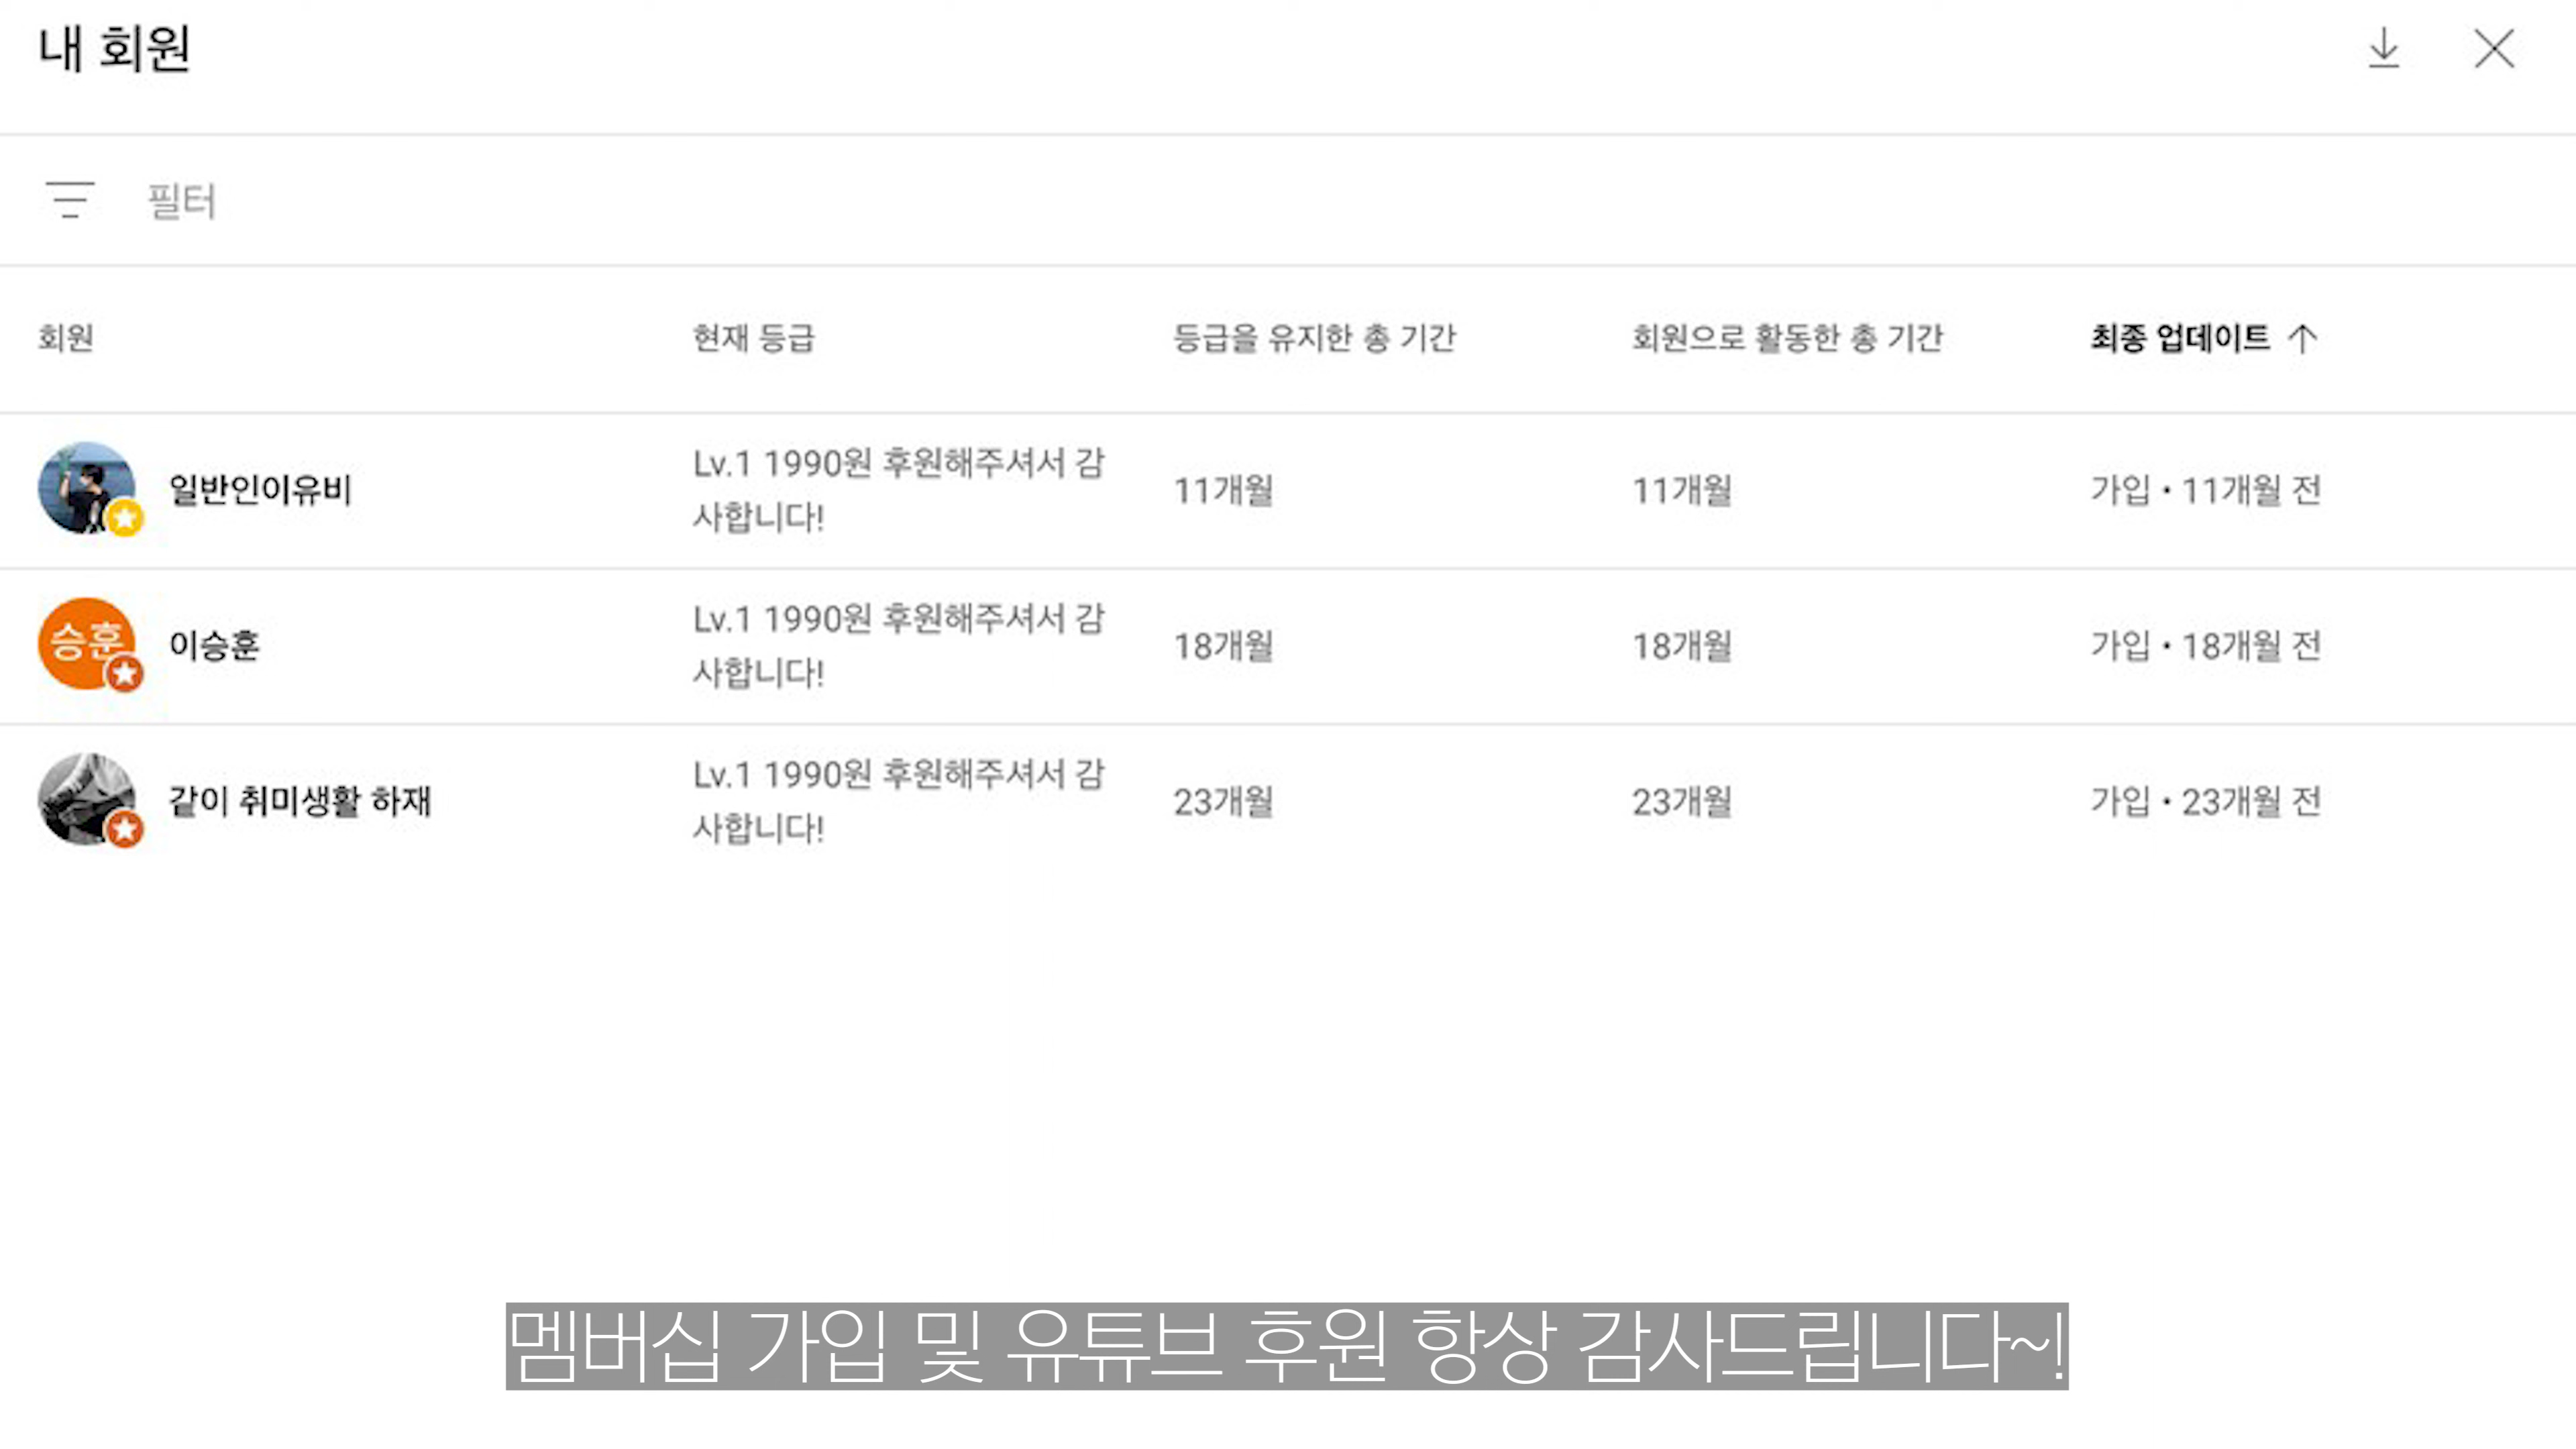 내 회원
필터
회원 현재 등급 등급을 유지한 총 기간 회원으로 활동한 총 기간 최종 업데이트 ↑
일반인이유비 Lv.1 1990원 후원해주셔서 감 11개월 11개월 가입 • 11개월 전
사합니다!
승훈 이승훈 Lv.1 1990원 후원해주셔서 감 18개월 18개월 가입 • 18개월 전
사합니다!
같이 취미생활 하재 Lv.1 1990원 후원해주셔서 감 23개월 23개월 가입 • 23개월 전
사합니다!
멤버십 가입 및 유튜브 후원 항상 감사드립니다~!